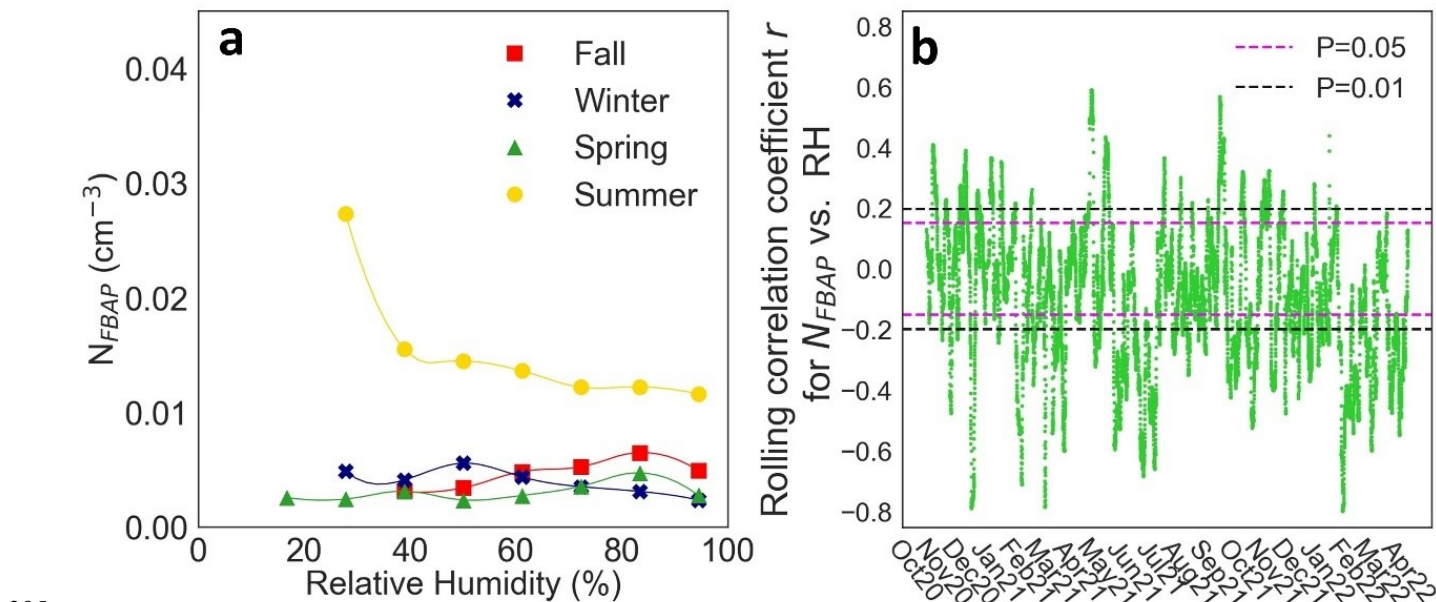 a
0.04
0.03
0.02
0.01
0.00
N_FBAP (cm⁻³)
Fall
Winter
Spring
Summer
0 20 40 60 80 100
Relative Humidity (%)
b
Rolling correlation coefficient r
for N_FBAP vs. RH
0.8
0.6
0.4
0.2
0.0
−0.2
−0.4
−0.6
−0.8
P=0.05
P=0.01
Oct20
Nov20
Dec20
Jan21
Feb21
Mar21
Apr21
May21
Jun21
Jul21
Aug21
Sep21
Oct21
Nov21
Dec21
Jan22
Feb22
Mar22
Apr22